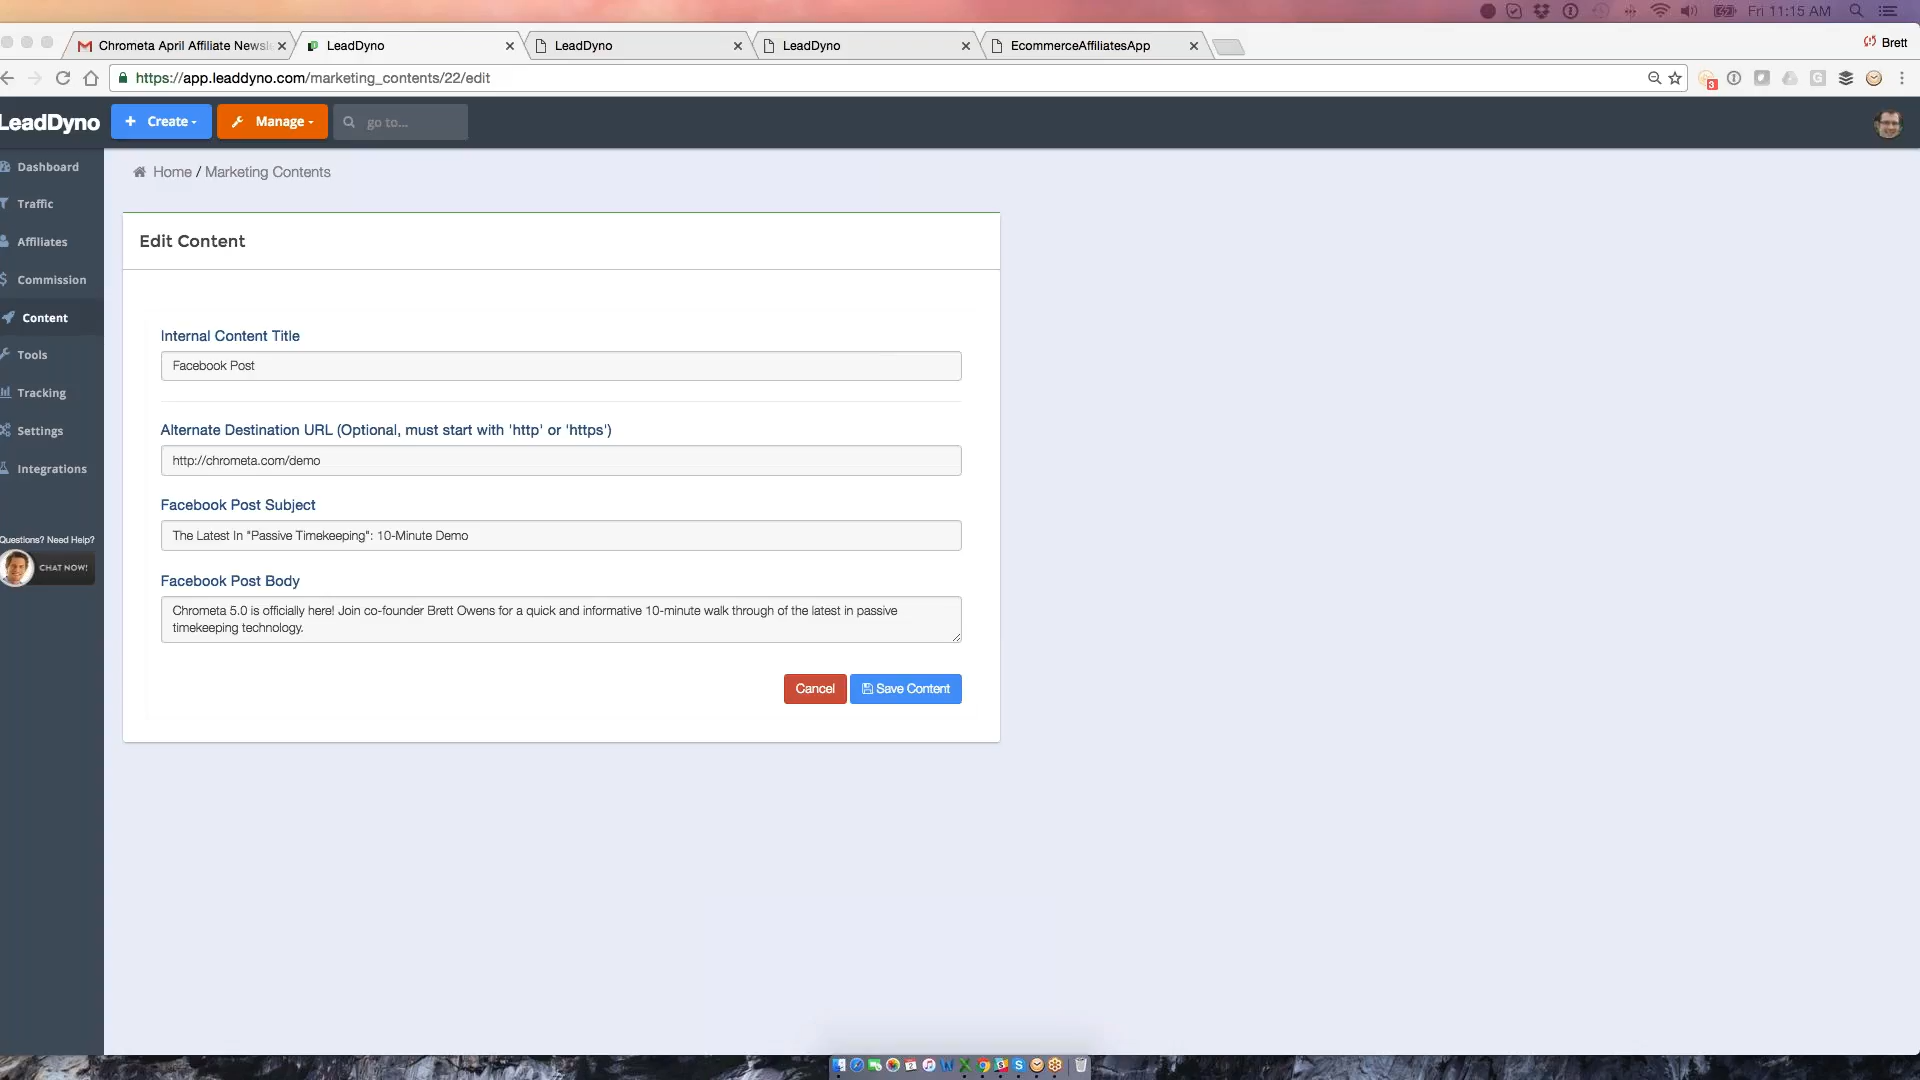 Fri 11:15 AM
Chrometa April Affiliate Newsl
LeadDyno
LeadDyno
LeadDyno
EcommerceAffiliatesApp
Brett
https://app.leaddyno.com/marketing_contents/22/edit
3
LeadDyno
Create
Manage
go to...
Dashboard
Traffic
Affiliates
Commission
Content
Tools
Tracking
Settings
Integrations
Questions? Need Help?
CHAT NOW!
Home / Marketing Contents
Edit Content
Internal Content Title
Facebook Post
Alternate Destination URL (Optional, must start with 'http' or 'https')
http://chrometa.com/demo
Facebook Post Subject
The Latest In "Passive Timekeeping": 10-Minute Demo
Facebook Post Body
Chrometa 5.0 is officially here! Join co-founder Brett Owens for a quick and informative 10-minute walk through of the latest in passive
timekeeping technology.
Cancel
Save Content